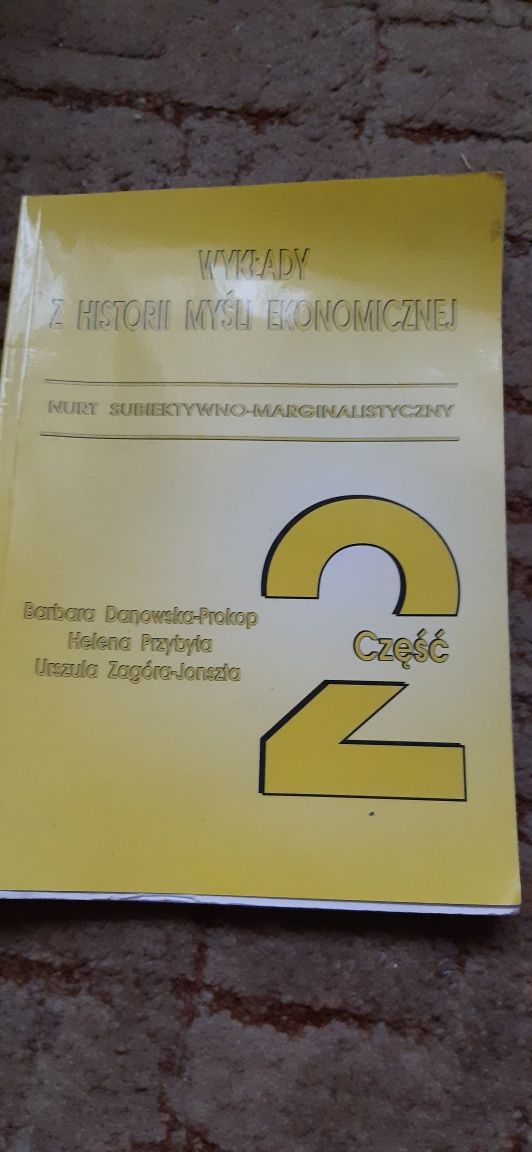 WYKŁADY
Z HISTORII MYŚLI EKONOMICZNEJ
NURT SUBIEKTYWNO-MARGINALISTYCZNY
2
Część
Barbara Danowska-Prokop
Helena Przybyła
Urszula Zagóra-Jonszta